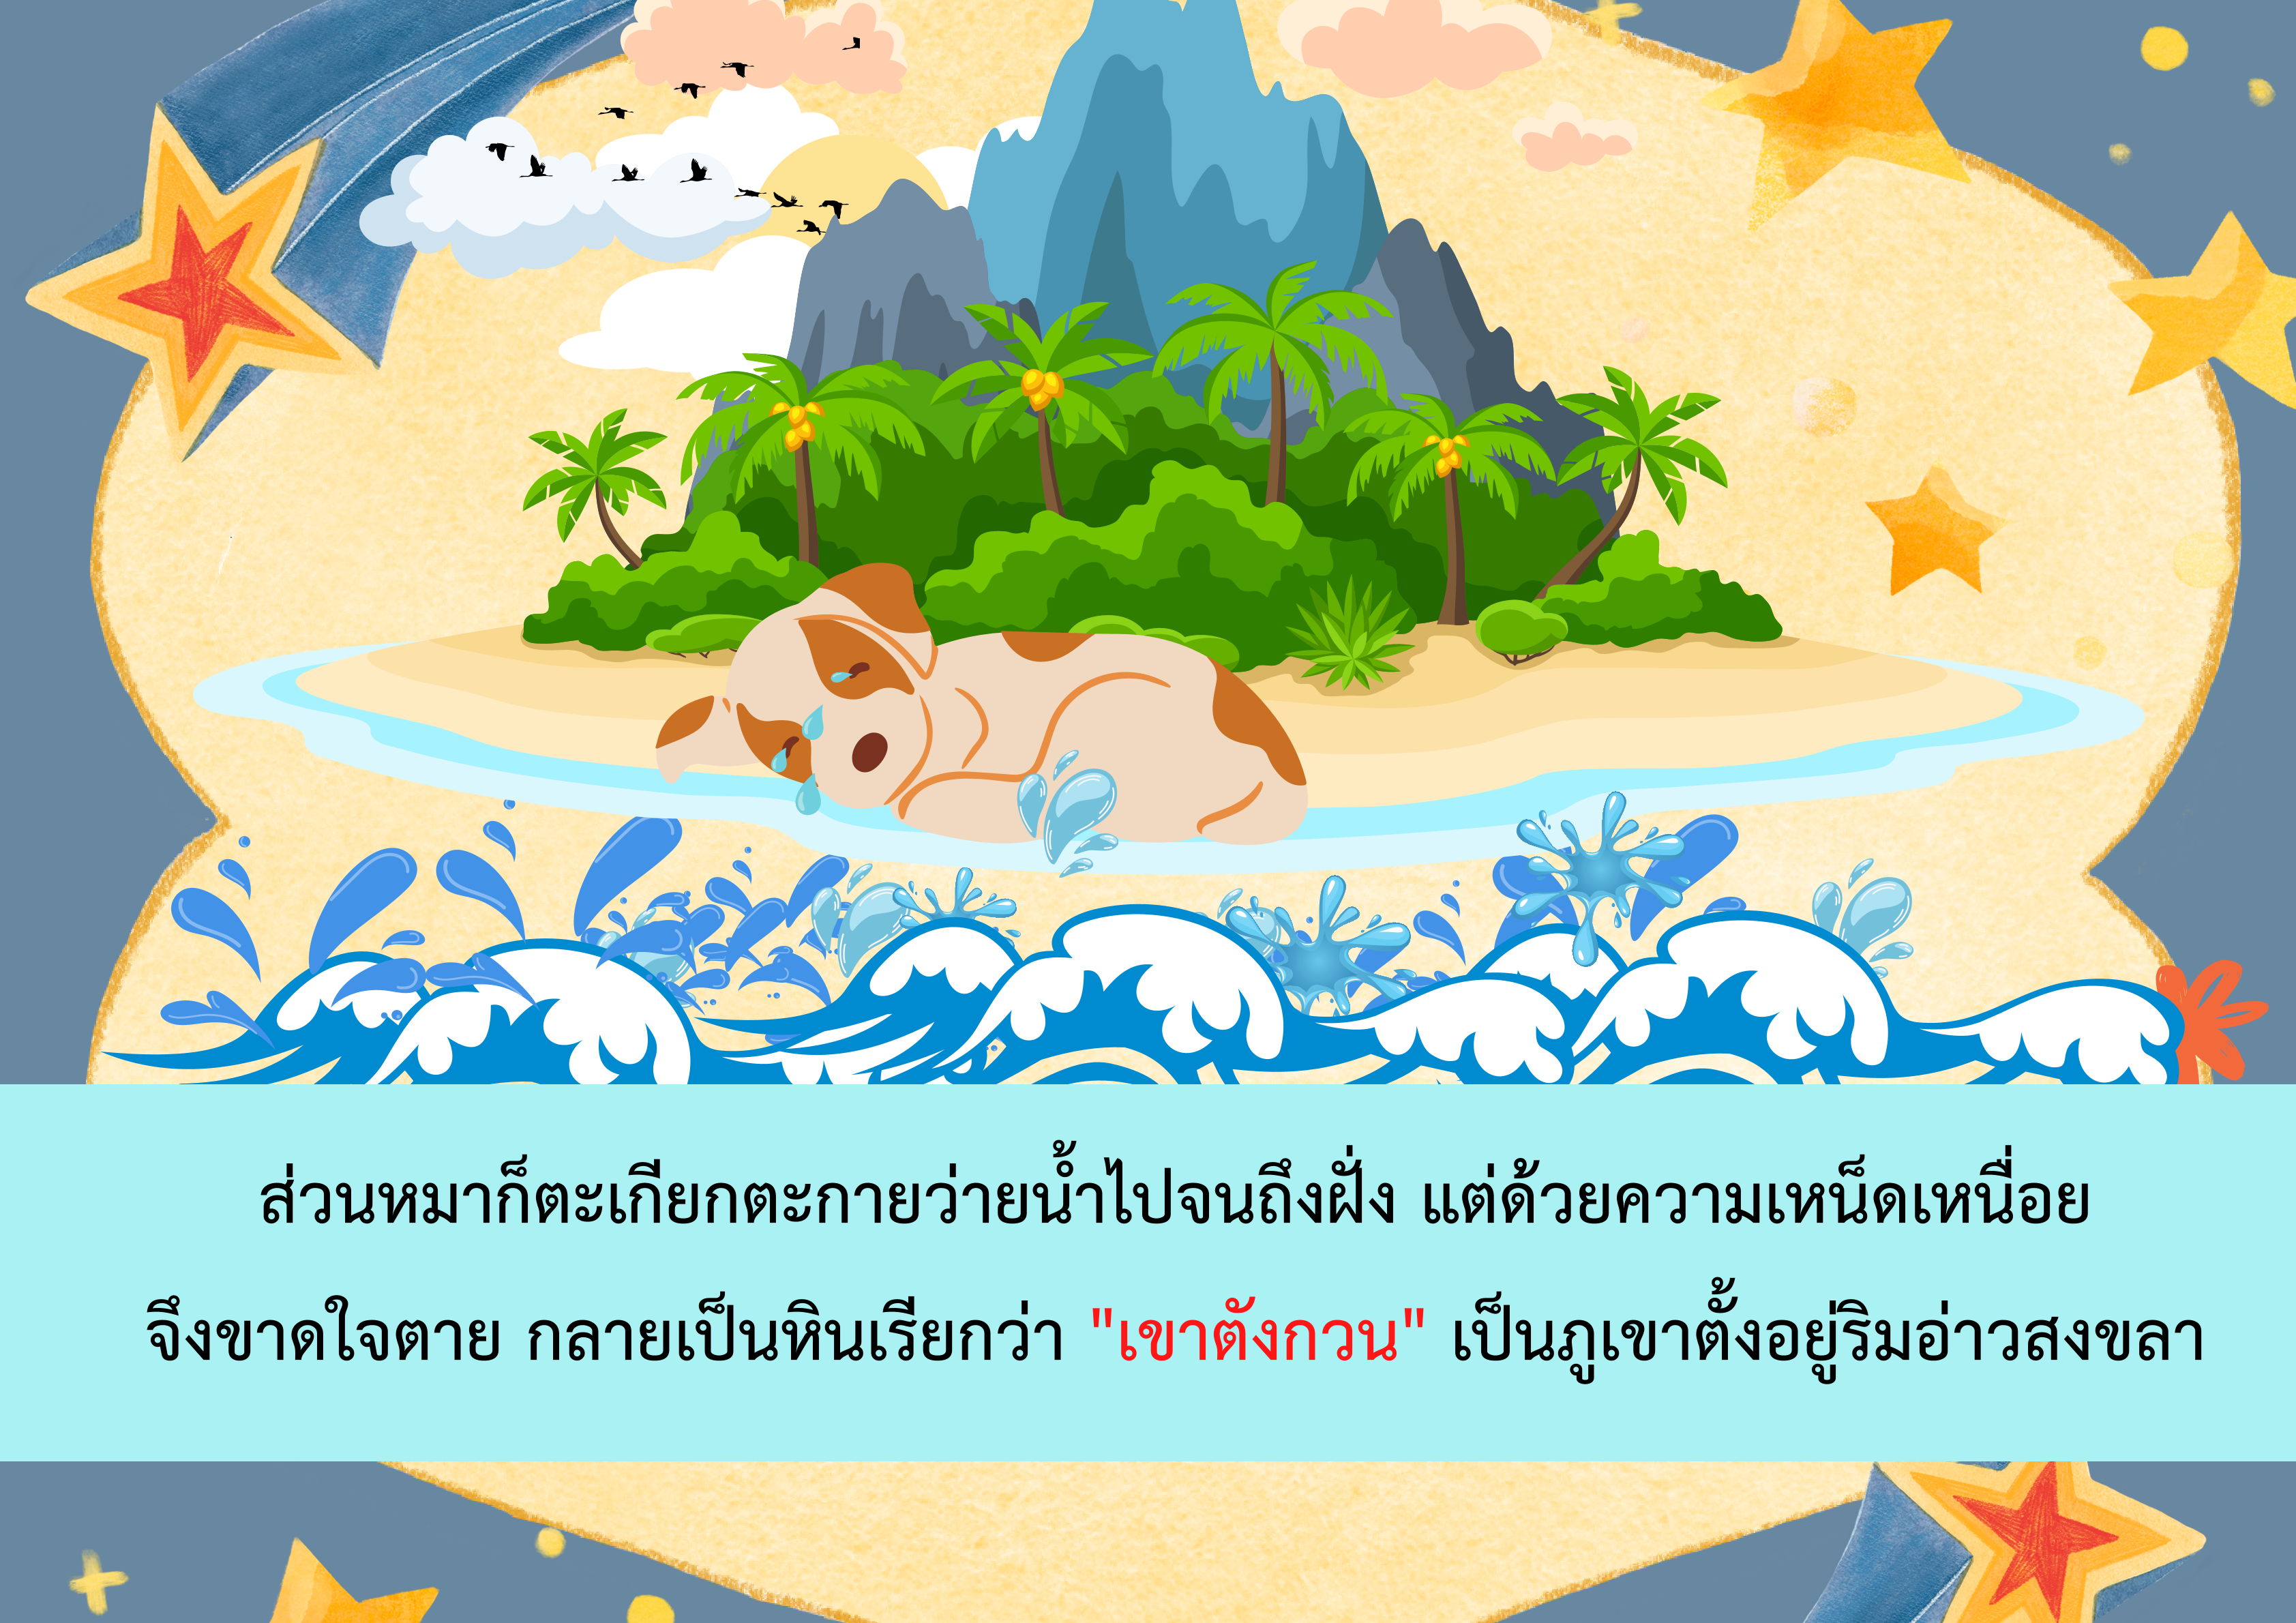 ส่วนหมาก็ตะเกียกตะกายว่ายน้ำไปจนถึงฝั่ง แต่ด้วยความเหน็ดเหนื่อย
จึงขาดใจตาย กลายเป็นหินเรียกว่า "เขาตังกวน" เป็นภูเขาตั้งอยู่ริมอ่าวสงขลา